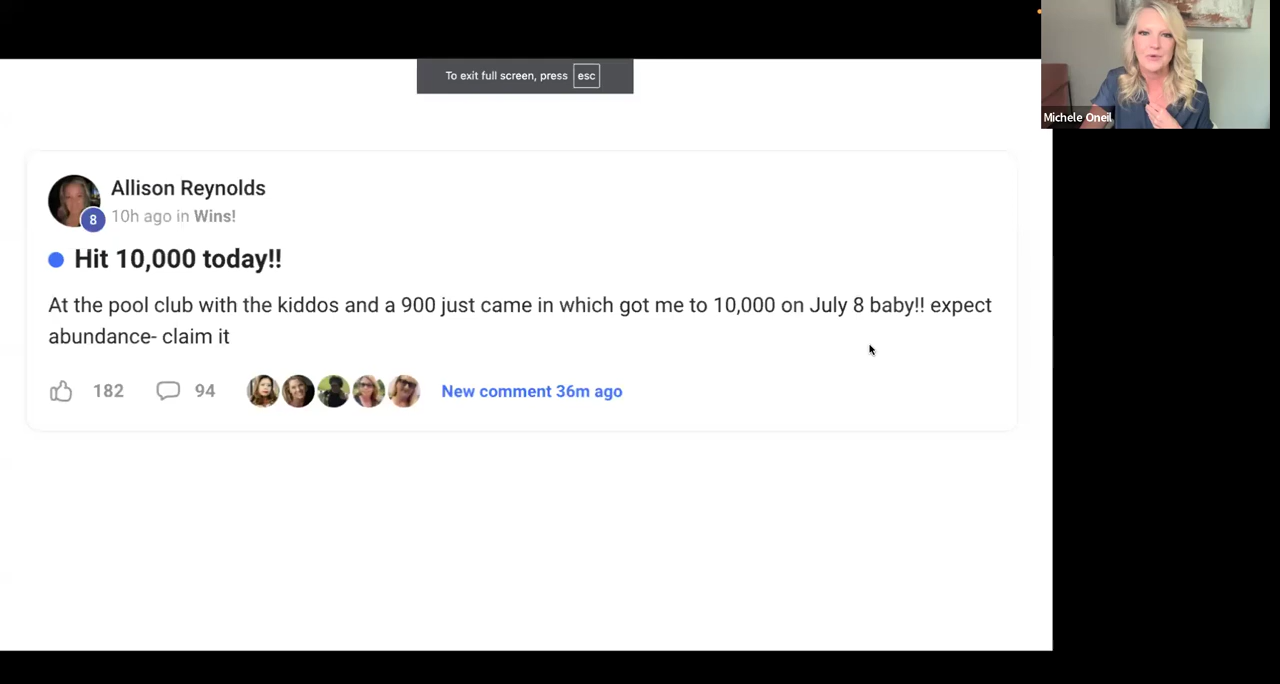 To exit full screen, press esc
Michele Oneil
Allison Reynolds
8
10h ago in Wins!
Hit 10,000 today!!
At the pool club with the kiddos and a 900 just came in which got me to 10,000 on July 8 baby!! expect
abundance- claim it
182 94 New comment 36m ago